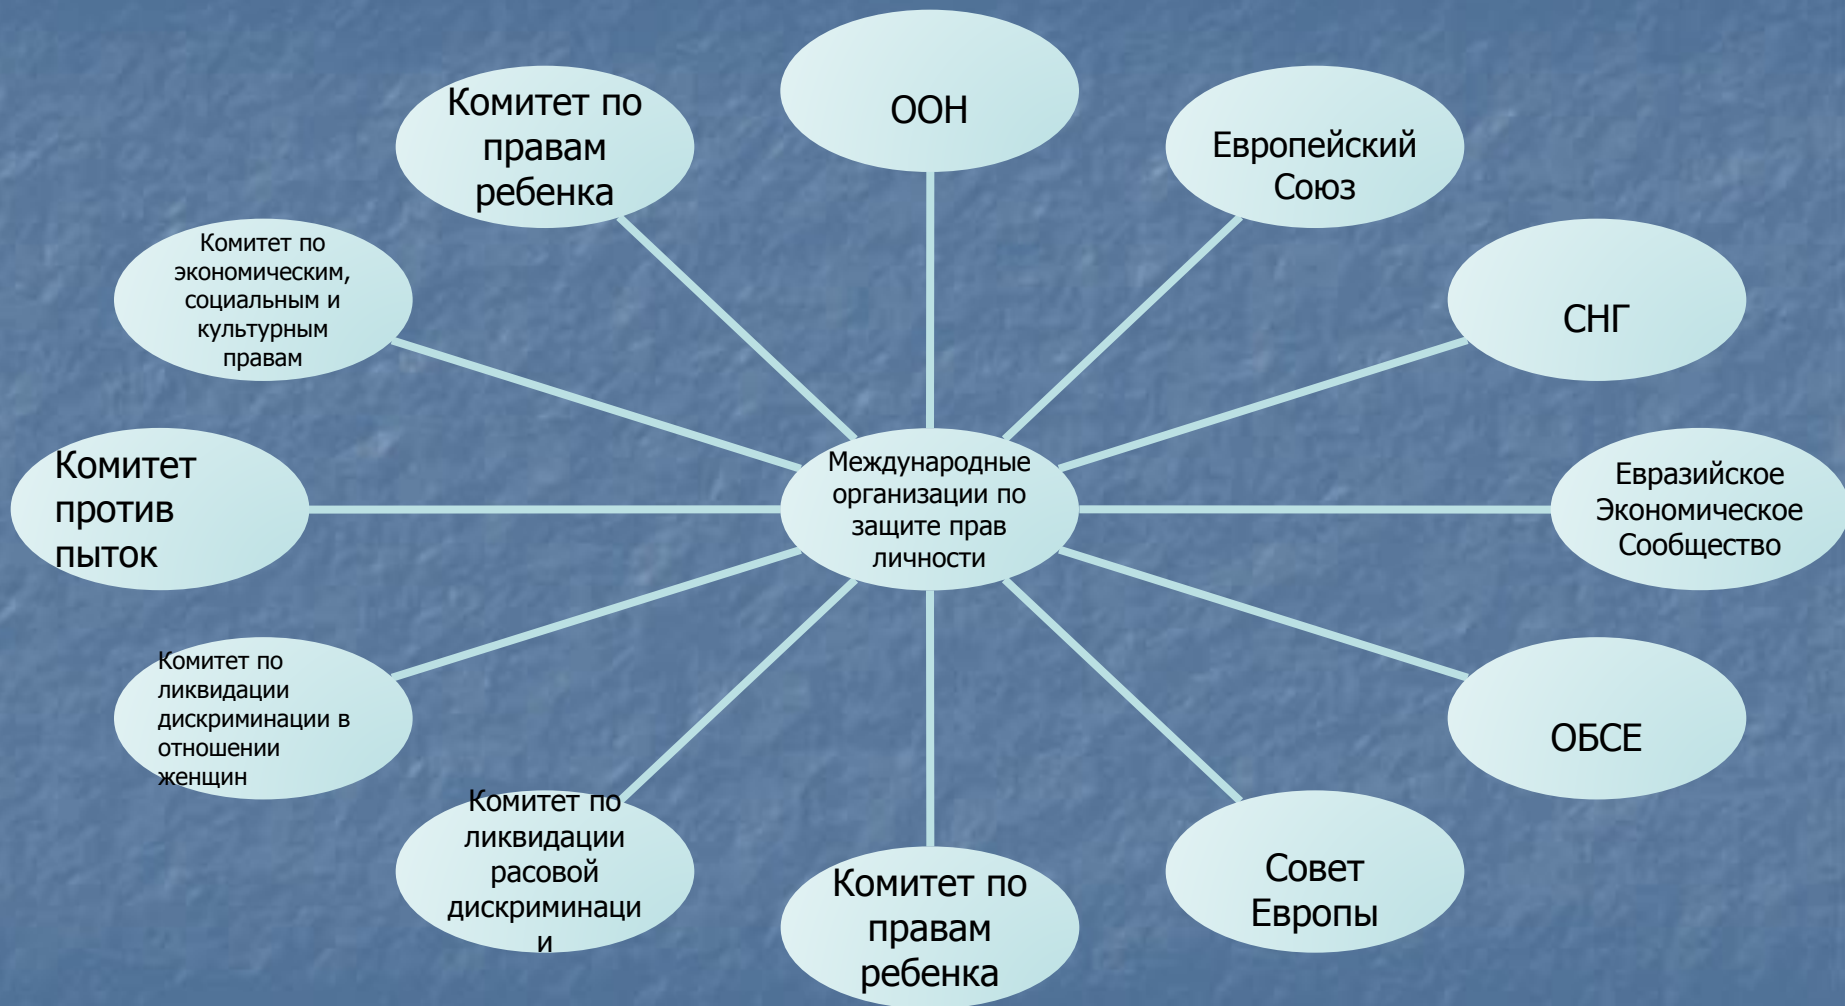 ООН
Комитет по
правам
ребенка
Европейский
Союз
Комитет по
экономическим,
социальным и
культурным
правам
СНГ
Комитет
против
пыток
Международные
организации по
защите прав
личности
Евразийское
Экономическое
Сообщество
Комитет по
ликвидации
дискриминации в
отношении
женщин
ОБСЕ
Комитет по
ликвидации
расовой
дискриминаци
и
Комитет по
правам
ребенка
Совет
Европы